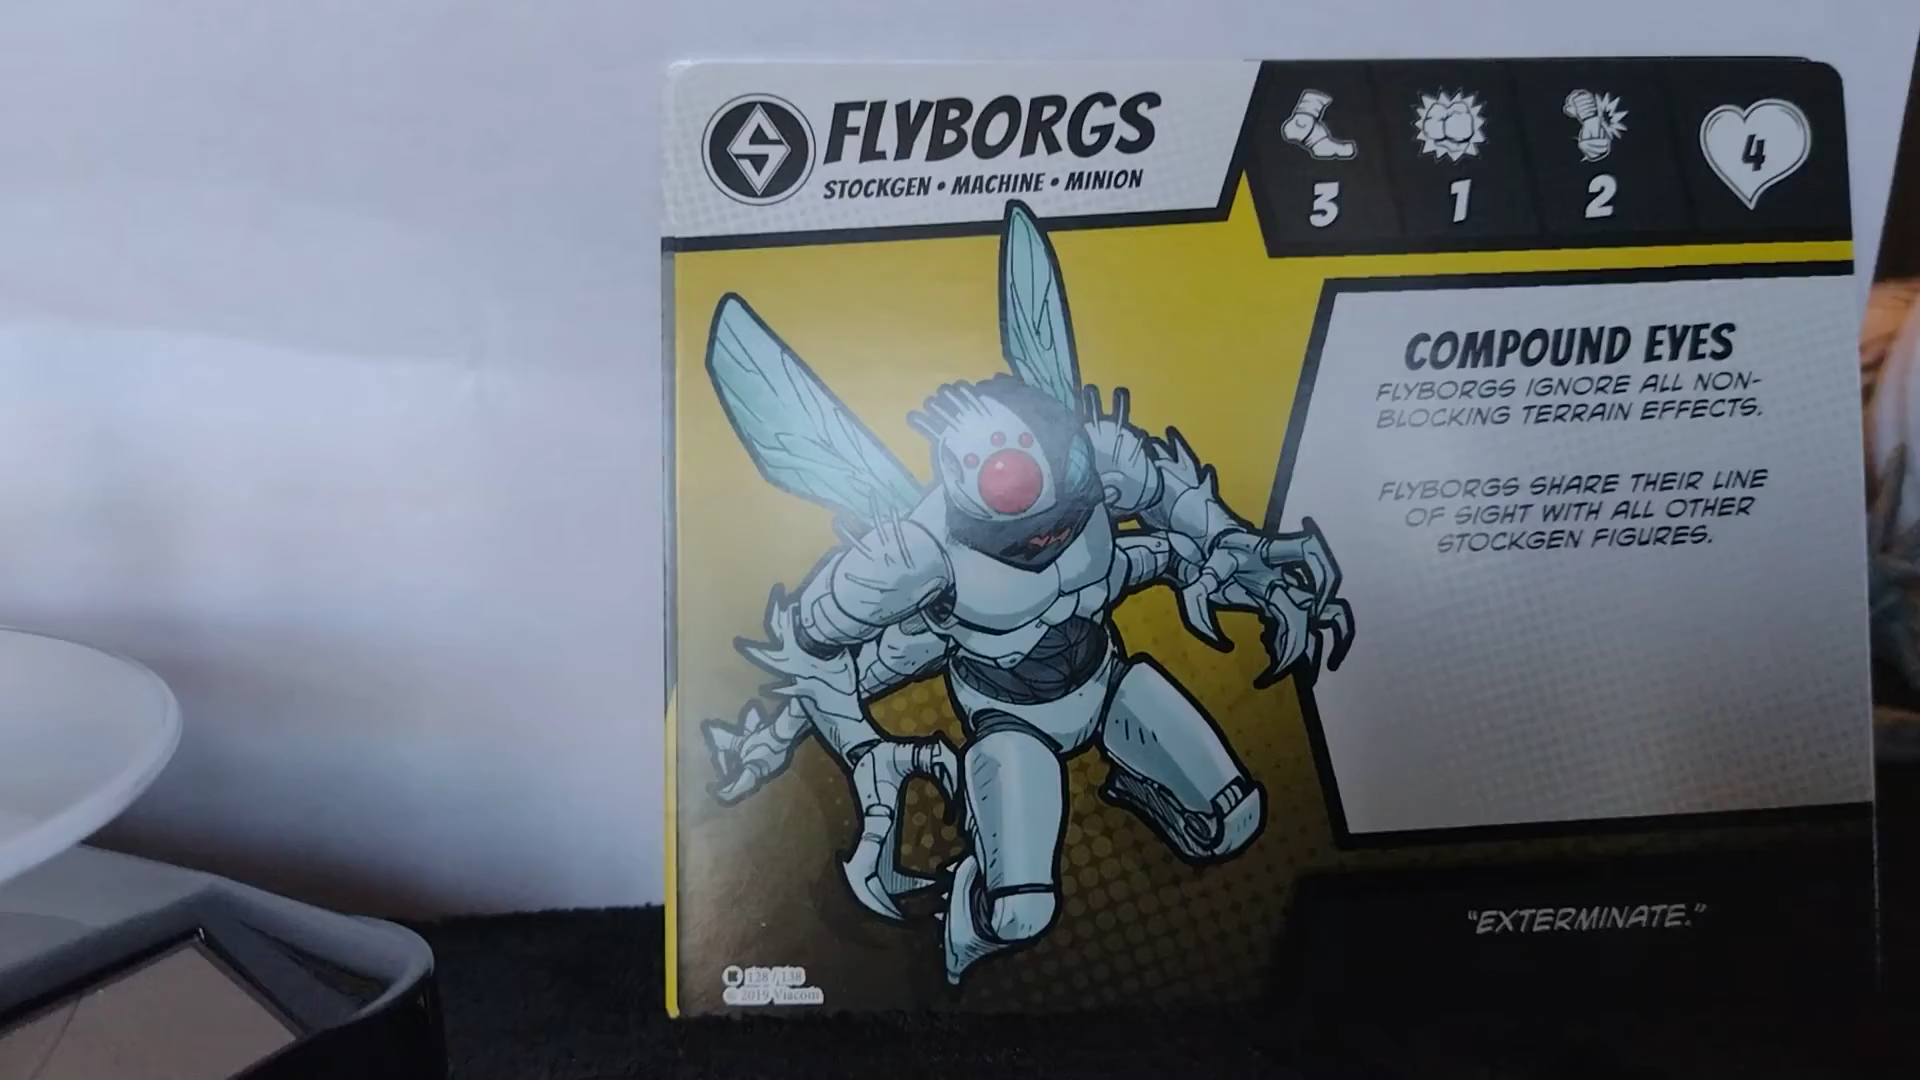 FLYBORGS
STOCKGEN • MACHINE • MINION
3 1 2 4
COMPOUND EYES
FLYBORGS IGNORE ALL NON-
BLOCKING TERRAIN EFFECTS.
FLYBORGS SHARE THEIR LINE
OF SIGHT WITH ALL OTHER
STOCKGEN FIGURES.
"EXTERMINATE."
K 128 / 138
© 2019 Viacom